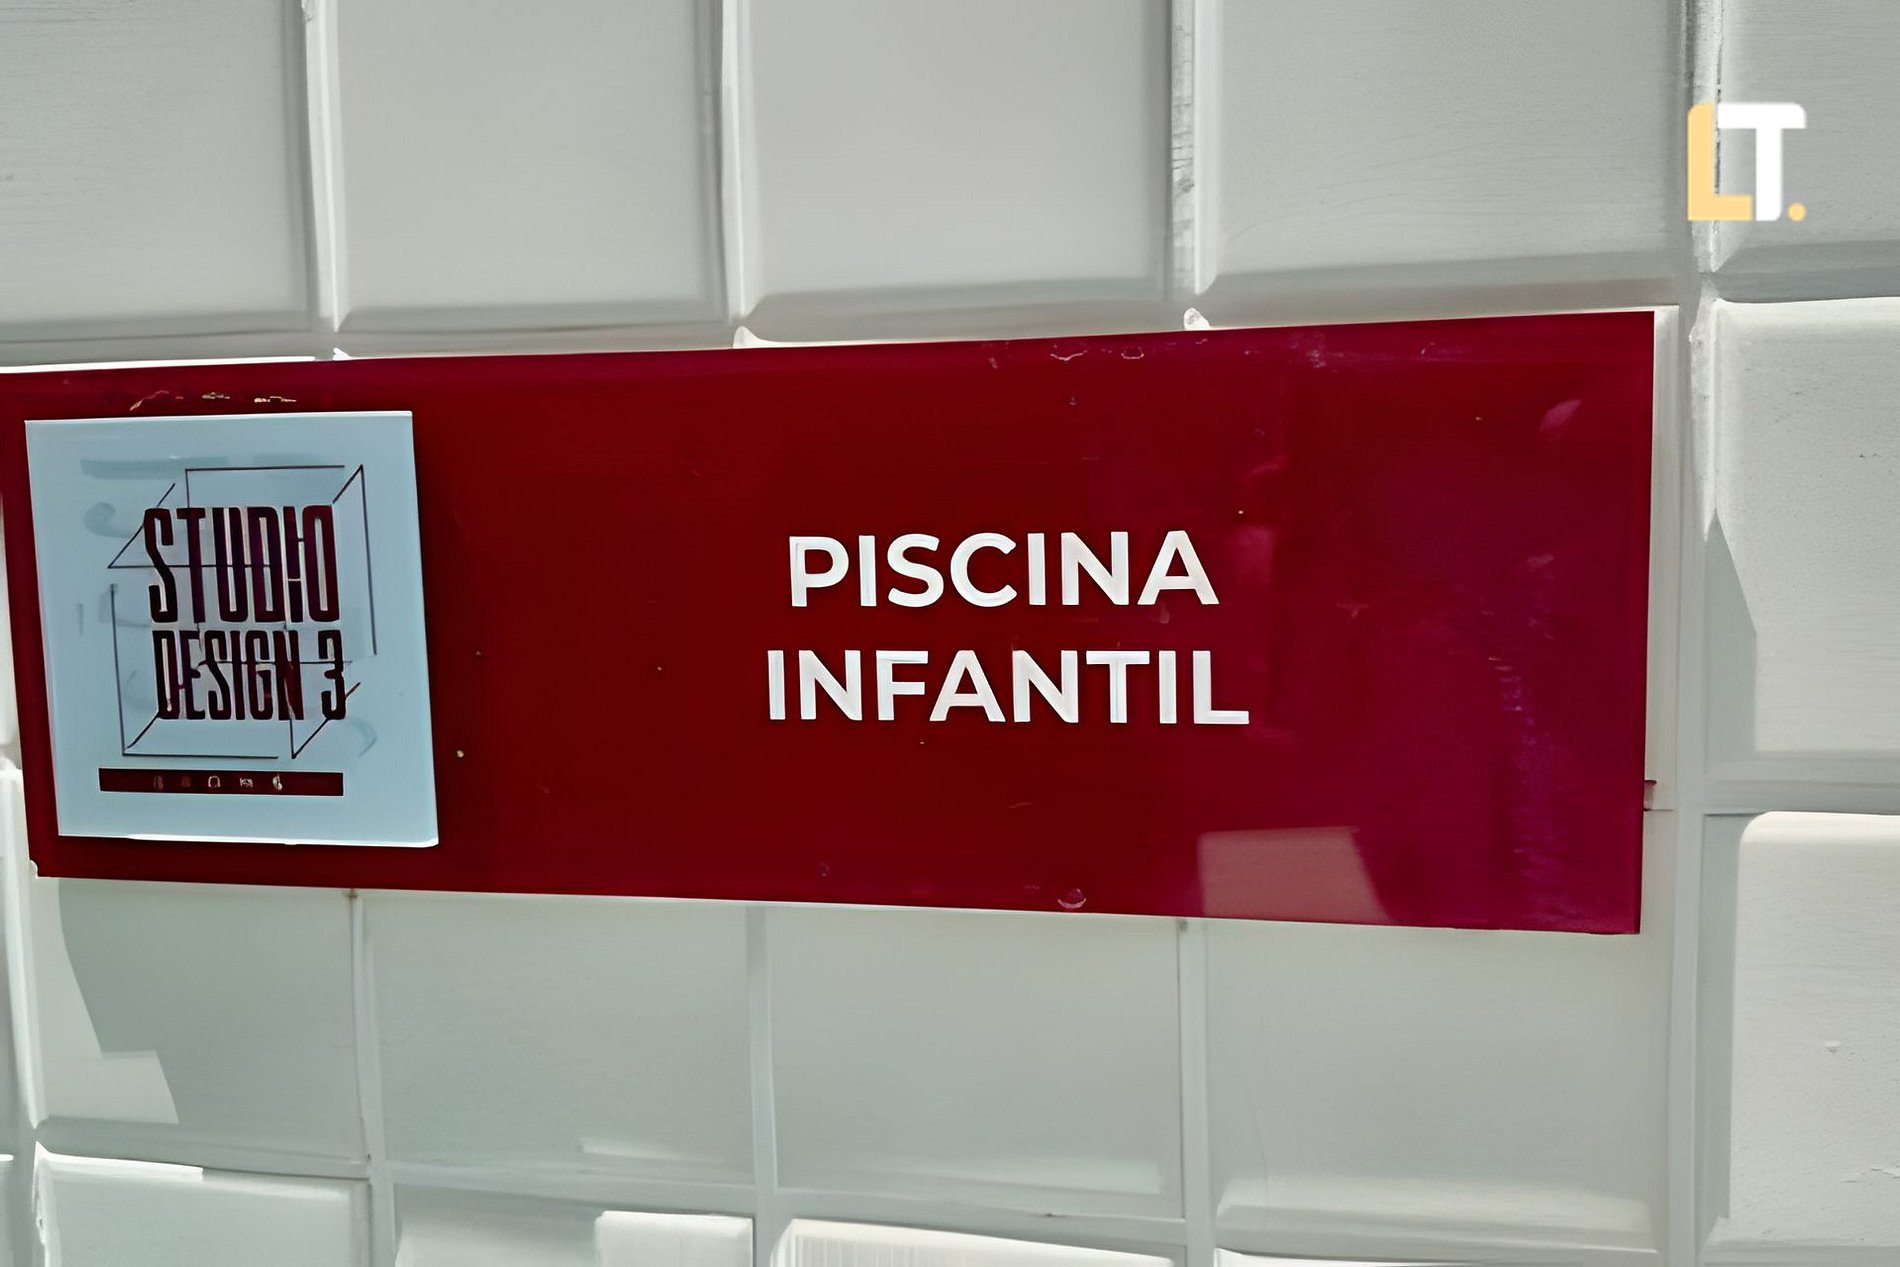 LT.
STUDIO
DESIGN 3
PISCINA
INFANTIL